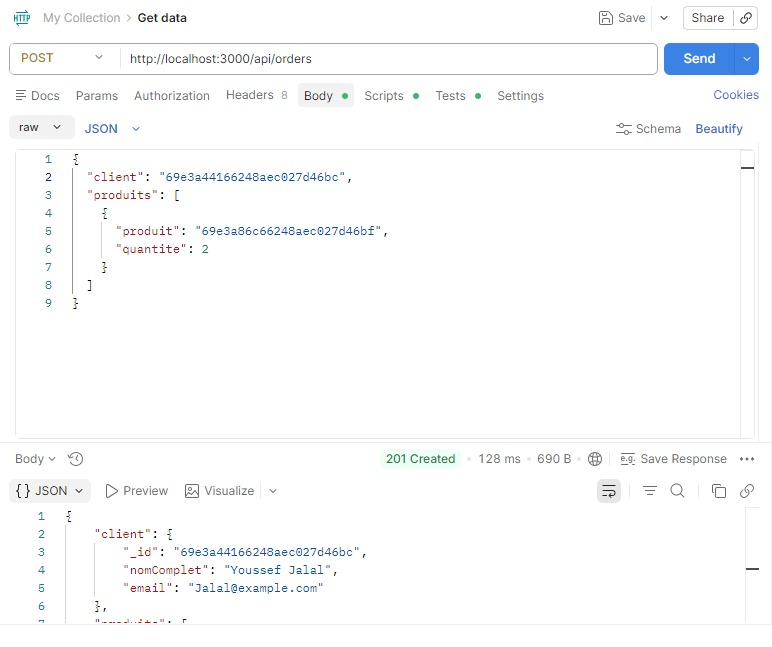 HTTP My Collection > Get data Save Share
POST http://localhost:3000/api/orders Send
Docs Params Authorization Headers 8 Body Scripts Tests Settings Cookies
raw JSON Schema Beautify
1 {
2 "client": "69e3a44166248aec027d46bc",
3 "produits": [
4 {
5 "produit": "69e3a86c66248aec027d46bf",
6 "quantite": 2
7 }
8 ]
9 }
Body 201 Created 128 ms 690 B e.g. Save Response
{} JSON Preview Visualize
1 {
2 "client": {
3 "_id": "69e3a44166248aec027d46bc",
4 "nomComplet": "Youssef Jalal",
5 "email": "Jalal@example.com"
6 },
7 "produits": [